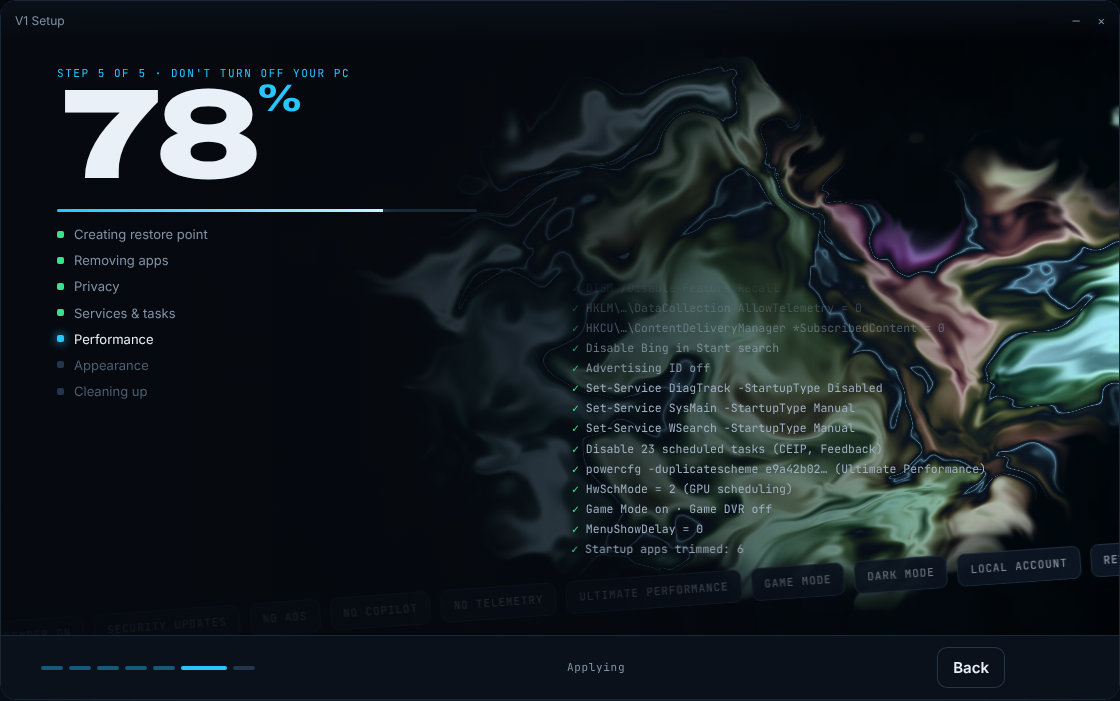 V1 Setup
STEP 5 OF 5 · DON'T TURN OFF YOUR PC
78%
Creating restore point
Removing apps
Privacy
Services & tasks
Performance
Appearance
Cleaning up
✓ HKLM\…\DataCollection AllowTelemetry = 0
✓ HKCU\…\ContentDeliveryManager *SubscribedContent = 0
✓ Disable Bing in Start search
✓ Advertising ID off
✓ Set-Service DiagTrack -StartupType Disabled
✓ Set-Service SysMain -StartupType Manual
✓ Set-Service WSearch -StartupType Manual
✓ Disable 23 scheduled tasks (CEIP, Feedback)
✓ powercfg -duplicatescheme e9a42b02… (Ultimate Performance)
✓ HwSchMode = 2 (GPU scheduling)
✓ Game Mode on · Game DVR off
✓ MenuShowDelay = 0
✓ Startup apps trimmed: 6
SECURITY UPDATES NO ADS NO COPILOT NO TELEMETRY ULTIMATE PERFORMANCE GAME MODE DARK MODE LOCAL ACCOUNT RE
Applying
Back